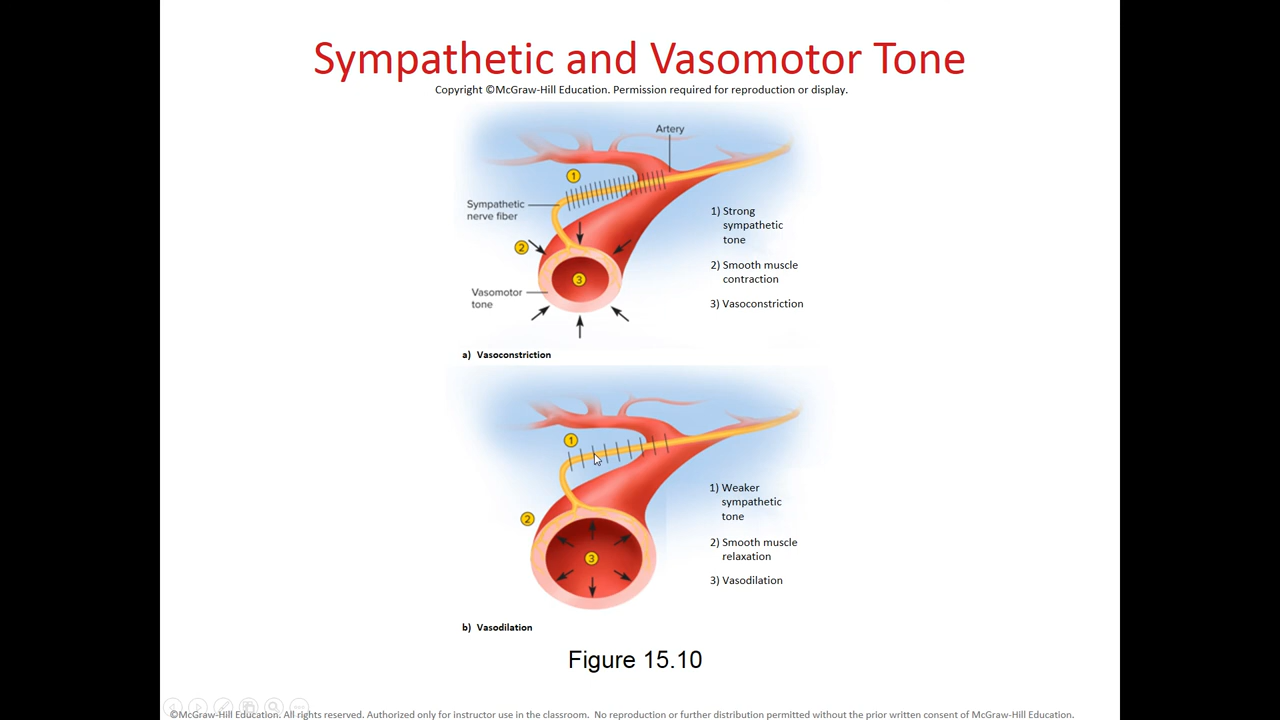 Sympathetic and Vasomotor Tone
Copyright ©McGraw-Hill Education. Permission required for reproduction or display.
Artery
1
Sympathetic
nerve fiber
2
3
Vasomotor
tone
1) Strong
sympathetic
tone
2) Smooth muscle
contraction
3) Vasoconstriction
a) Vasoconstriction
1
2
3
1) Weaker
sympathetic
tone
2) Smooth muscle
relaxation
3) Vasodilation
b) Vasodilation
Figure 15.10
©McGraw-Hill Education. All rights reserved. Authorized only for instructor use in the classroom. No reproduction or further distribution permitted without the prior written consent of McGraw-Hill Education.